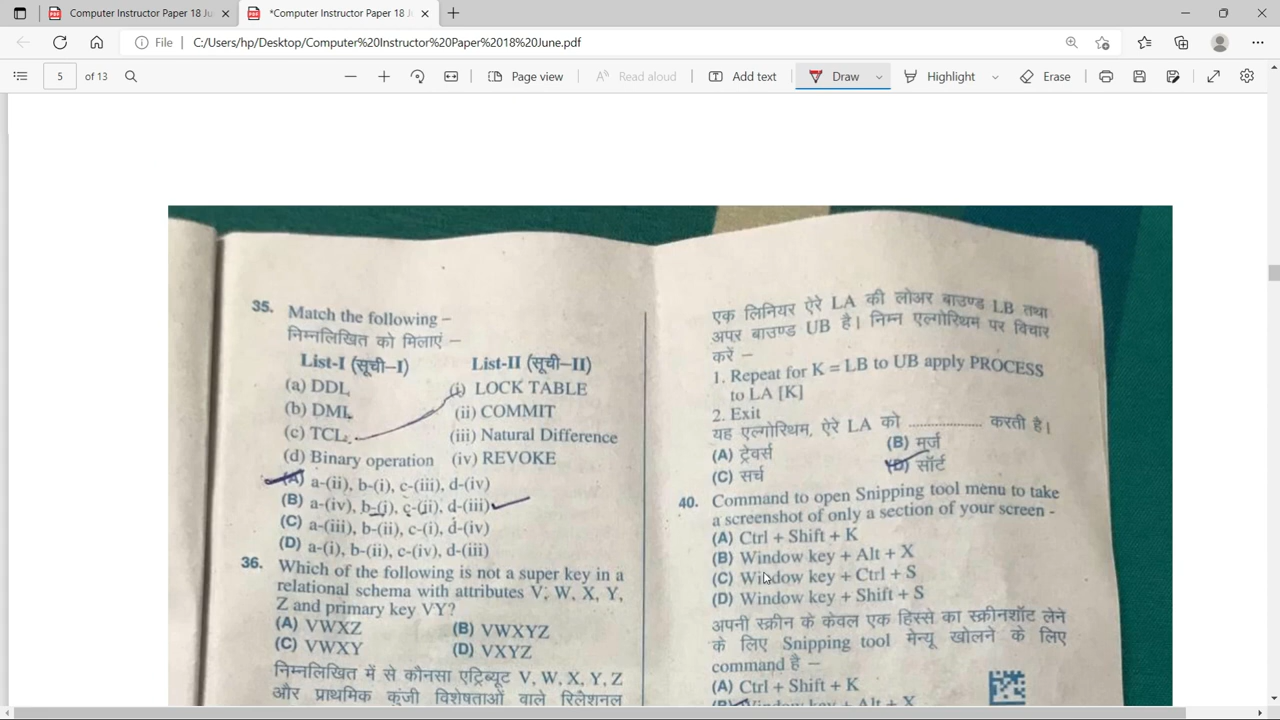 Computer Instructor Paper 18 Ju
*Computer Instructor Paper 18 J
File
C:/Users/hp/Desktop/Computer%20Instructor%20Paper%2018%20June.pdf
5 of 13
Page view
Read aloud
Add text
Draw
Highlight
Erase
35. Match the following –
निम्नलिखित को मिलाएं –
List-I (सूची–I) List-II (सूची–II)
(a) DDL (i) LOCK TABLE
(b) DML (ii) COMMIT
(c) TCL (iii) Natural Difference
(d) Binary operation (iv) REVOKE
(A) a-(ii), b-(i), c-(iii), d-(iv)
(B) a-(iv), b-(i), c-(ii), d-(iii)
(C) a-(iii), b-(ii), c-(i), d-(iv)
(D) a-(i), b-(ii), c-(iv), d-(iii)
36. Which of the following is not a super key in a
relational schema with attributes V, W, X, Y,
Z and primary key VY?
(A) VWXZ (B) VWXYZ
(C) VWXY (D) VXYZ
निम्नलिखित में से कौनसा एट्रिब्यूट V, W, X, Y, Z
और प्राथमिक कुंजी विशेषताओं वाले रिलैशनल
एक लिनियर ऐरे LA की लोअर बाउण्ड LB तथा
अपर बाउण्ड UB है। निम्न एल्गोरिथम पर विचार
करें –
1. Repeat for K = LB to UB apply PROCESS
to LA [K]
2. Exit
यह एल्गोरिथम, ऐरे LA को .................. करती है।
(A) ट्रेवर्स (B) मर्ज
(C) सर्च (D) सॉर्ट
40. Command to open Snipping tool menu to take
a screenshot of only a section of your screen -
(A) Ctrl + Shift + K
(B) Window key + Alt + X
(C) Window key + Ctrl + S
(D) Window key + Shift + S
अपनी स्क्रीन के केवल एक हिस्से का स्क्रीनशॉट लेने
के लिए Snipping tool मेन्यू खोलने के लिए
command है –
(A) Ctrl + Shift + K
(B) Window key + Alt + X